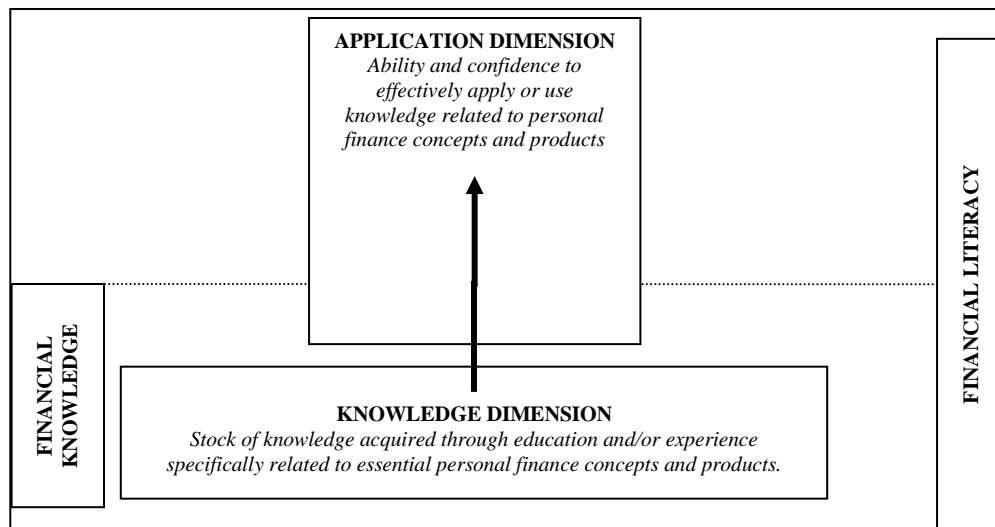 APPLICATION DIMENSION
Ability and confidence to
effectively apply or use
knowledge related to personal
finance concepts and products
FINANCIAL LITERACY
FINANCIAL
KNOWLEDGE
KNOWLEDGE DIMENSION
Stock of knowledge acquired through education and/or experience
specifically related to essential personal finance concepts and products.